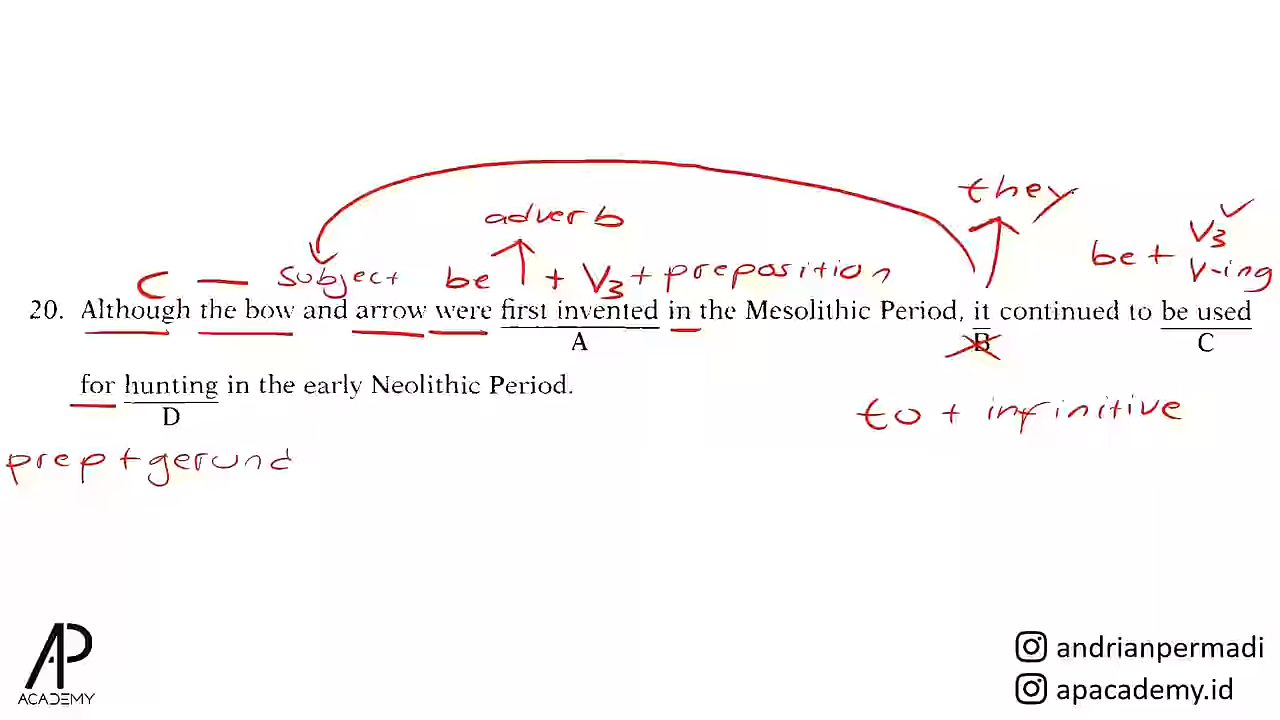 they
adverb
V3
C — subject be + V3 + preposition be + V-ing
20. Although the bow and arrow were first invented in the Mesolithic Period, it continued to be used
A B C
for hunting in the early Neolithic Period.
D
to + infinitive
prep + gerund
AP
ACADEMY
andrianpermadi
apacademy.id